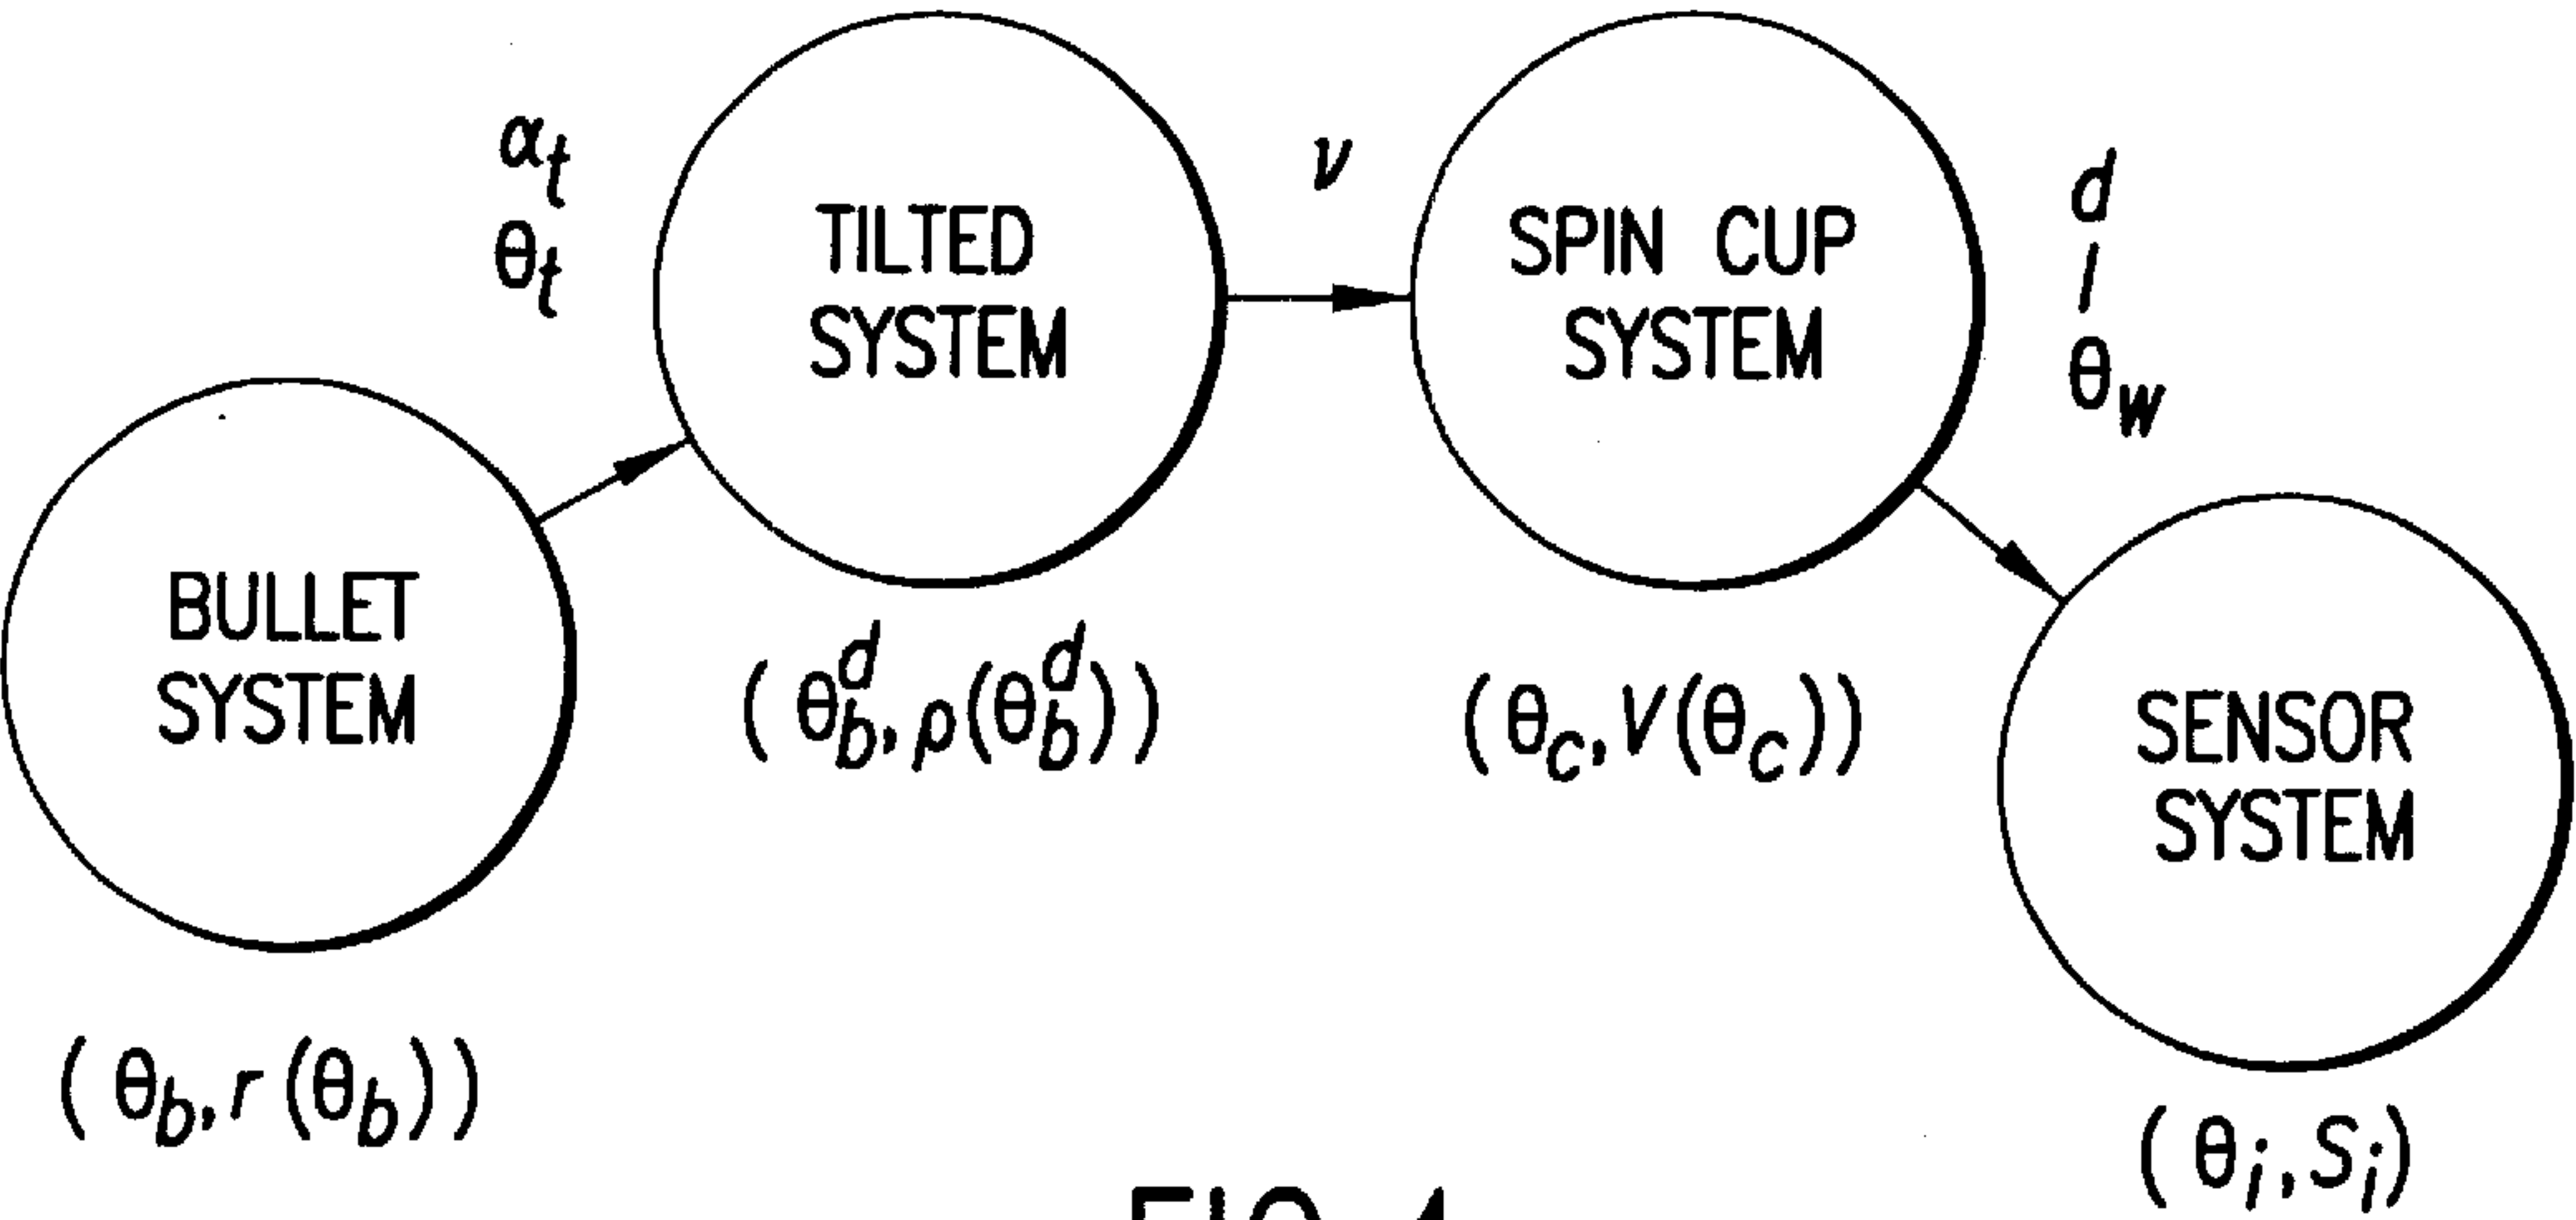 α_t
θ_t
TILTED
SYSTEM
ν
SPIN CUP
SYSTEM
d
l
θ_w
BULLET
SYSTEM
(θ_b^d, ρ(θ_b^d))
(θ_c, V(θ_c))
SENSOR
SYSTEM
(θ_b, r(θ_b))
(θ_i, S_i)